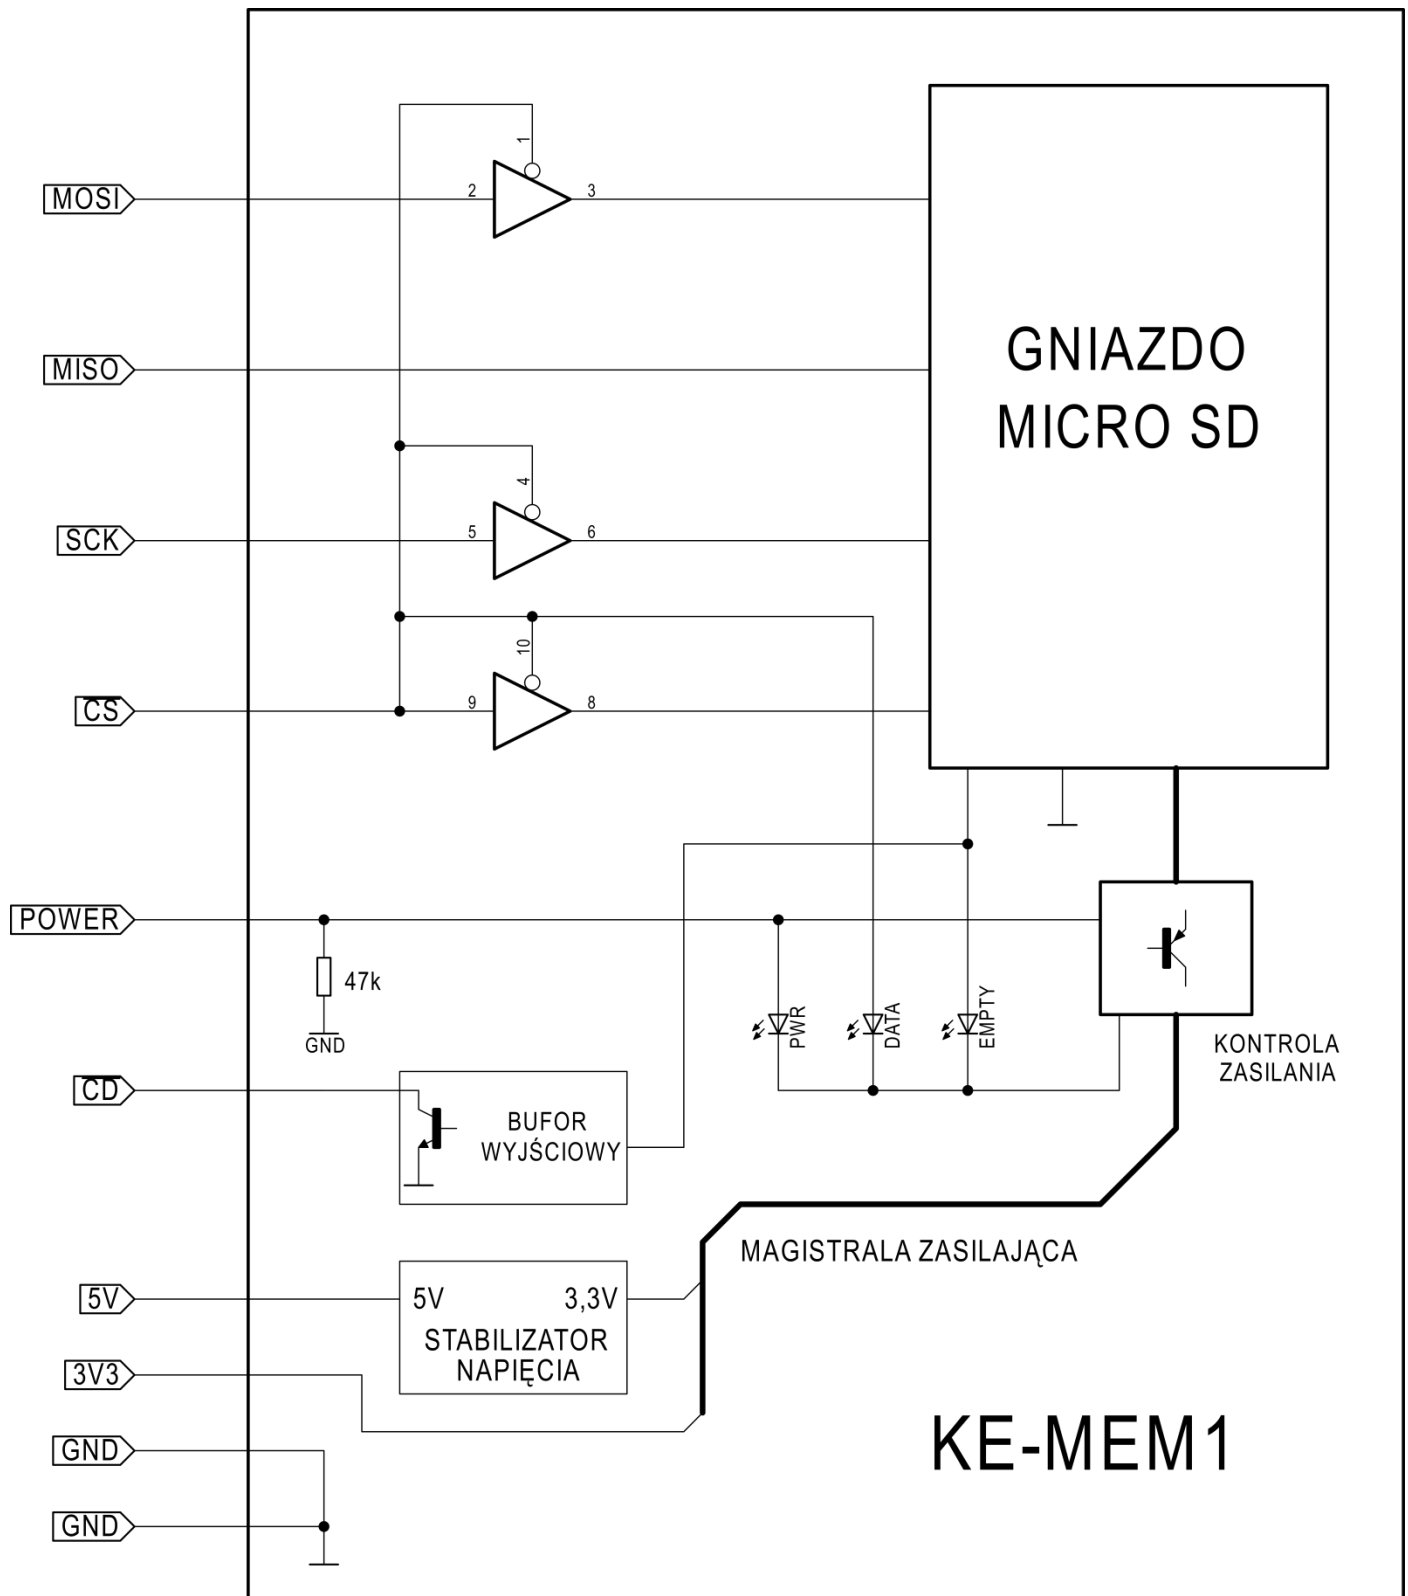 1
MOSI
2
3
GNIAZDO
MICRO SD
MISO
4
SCK
5
6
10
CS
9
8
POWER
47k
GND
PWR
DATA
EMPTY
KONTROLA
ZASILANIA
CD
BUFOR
WYJŚCIOWY
MAGISTRALA ZASILAJĄCA
5V
5V
3,3V
STABILIZATOR
NAPIĘCIA
3V3
GND
KE-MEM1
GND